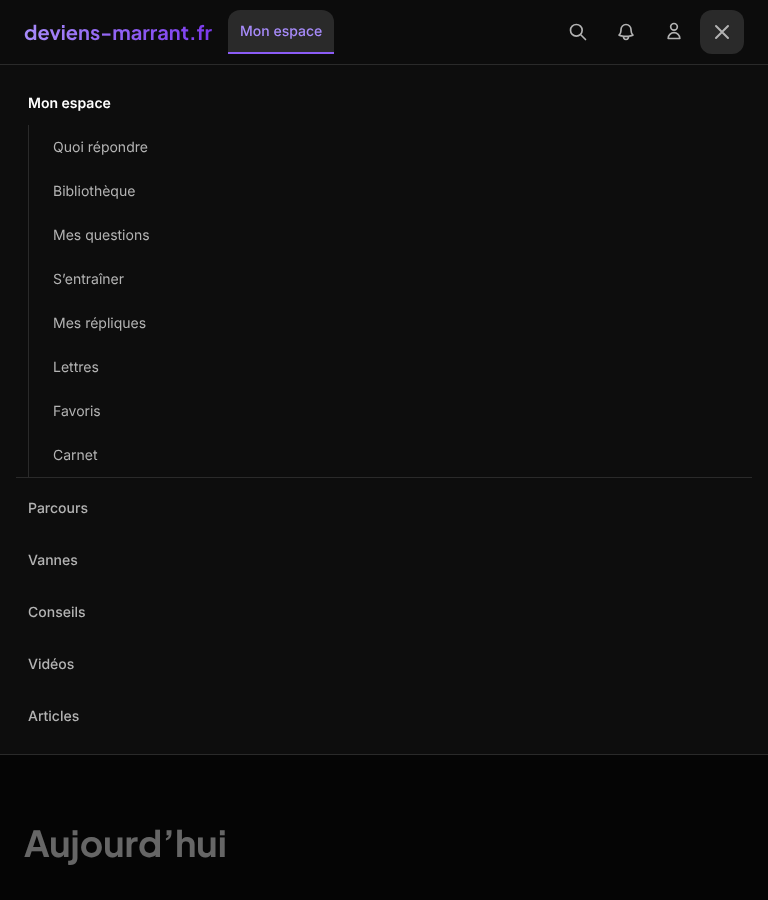 deviens-marrant.fr
Mon espace
Mon espace
Quoi répondre
Bibliothèque
Mes questions
S’entraîner
Mes répliques
Lettres
Favoris
Carnet
Parcours
Vannes
Conseils
Vidéos
Articles
Aujourd’hui